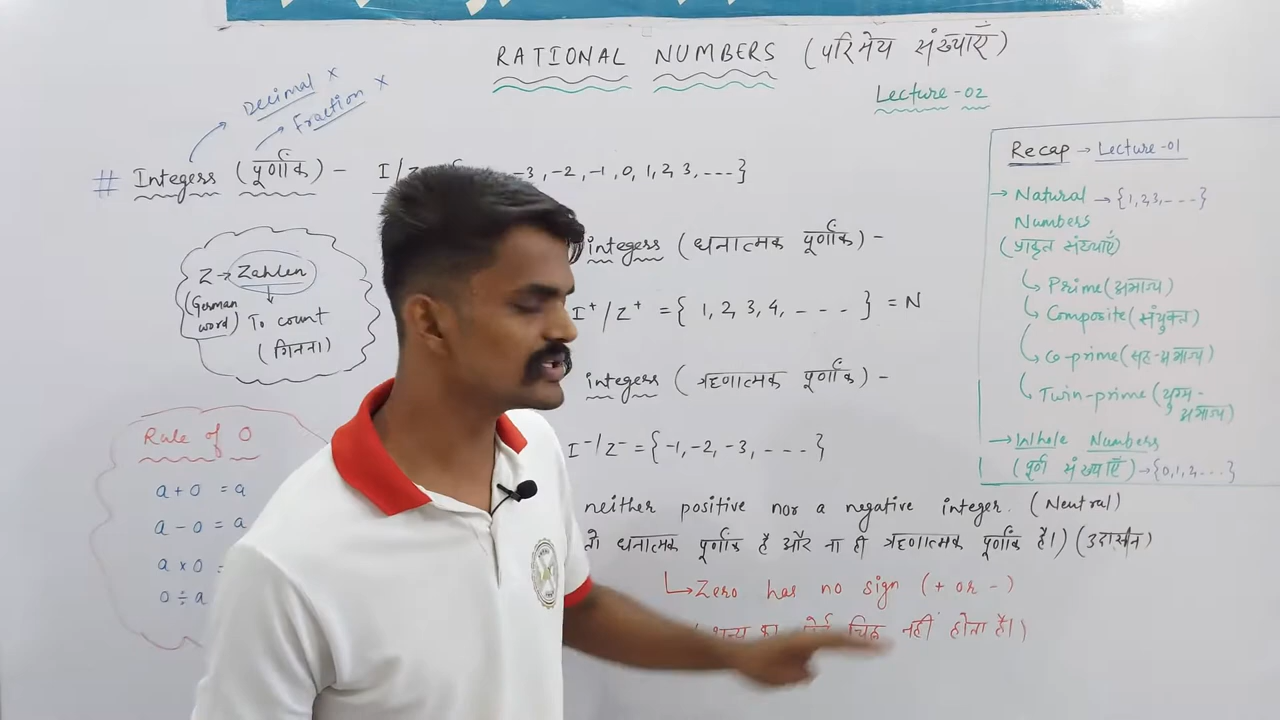 RATIONAL NUMBERS (परिमेय संख्याएँ)
Lecture-02
Decimal ×
Fraction ×
# Integers (पूर्णांक) - I/Z -3, -2, -1, 0, 1, 2, 3, ---}
Z → Zahlen
(German word)
To count
(गिनना)
integers (धनात्मक पूर्णांक) -
I⁺/Z⁺ = { 1, 2, 3, 4, - - - } = N
integers (ऋणात्मक पूर्णांक) -
I⁻/Z⁻ = {-1, -2, -3, ----}
neither positive nor a negative integer. (Neutral)
धनात्मक पूर्णांक है और ना ही ऋणात्मक पूर्णांक है।) (उदासीन)
↳ Zero has no sign (+ or -)
चिह्न नहीं होता है।)
Rule of 0
a + 0 = a
a - 0 = a
a × 0 =
0 ÷ a
Recap → Lecture-01
→ Natural → {1, 2, 3, ----}
Numbers
(प्राकृत संख्याएँ)
↳ Prime (अभाज्य)
↳ Composite (संयुक्त)
↳ Co-prime (सह-अभाज्य)
↳ Twin-prime (युग्म-
अभाज्य)
→ Whole Numbers
(पूर्ण संख्याएँ) → {0, 1, 2, ----}